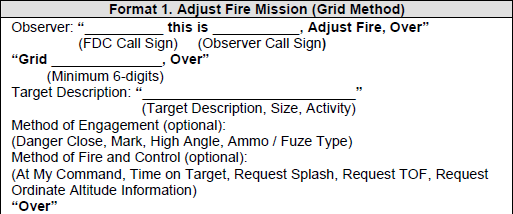 Format 1. Adjust Fire Mission (Grid Method)
Observer: “_________ this is __________, Adjust Fire, Over”
(FDC Call Sign) (Observer Call Sign)
“Grid _____________, Over”
(Minimum 6-digits)
Target Description: “_________________________”
(Target Description, Size, Activity)
Method of Engagement (optional):
(Danger Close, Mark, High Angle, Ammo / Fuze Type)
Method of Fire and Control (optional):
(At My Command, Time on Target, Request Splash, Request TOF, Request
Ordinate Altitude Information)
“Over”